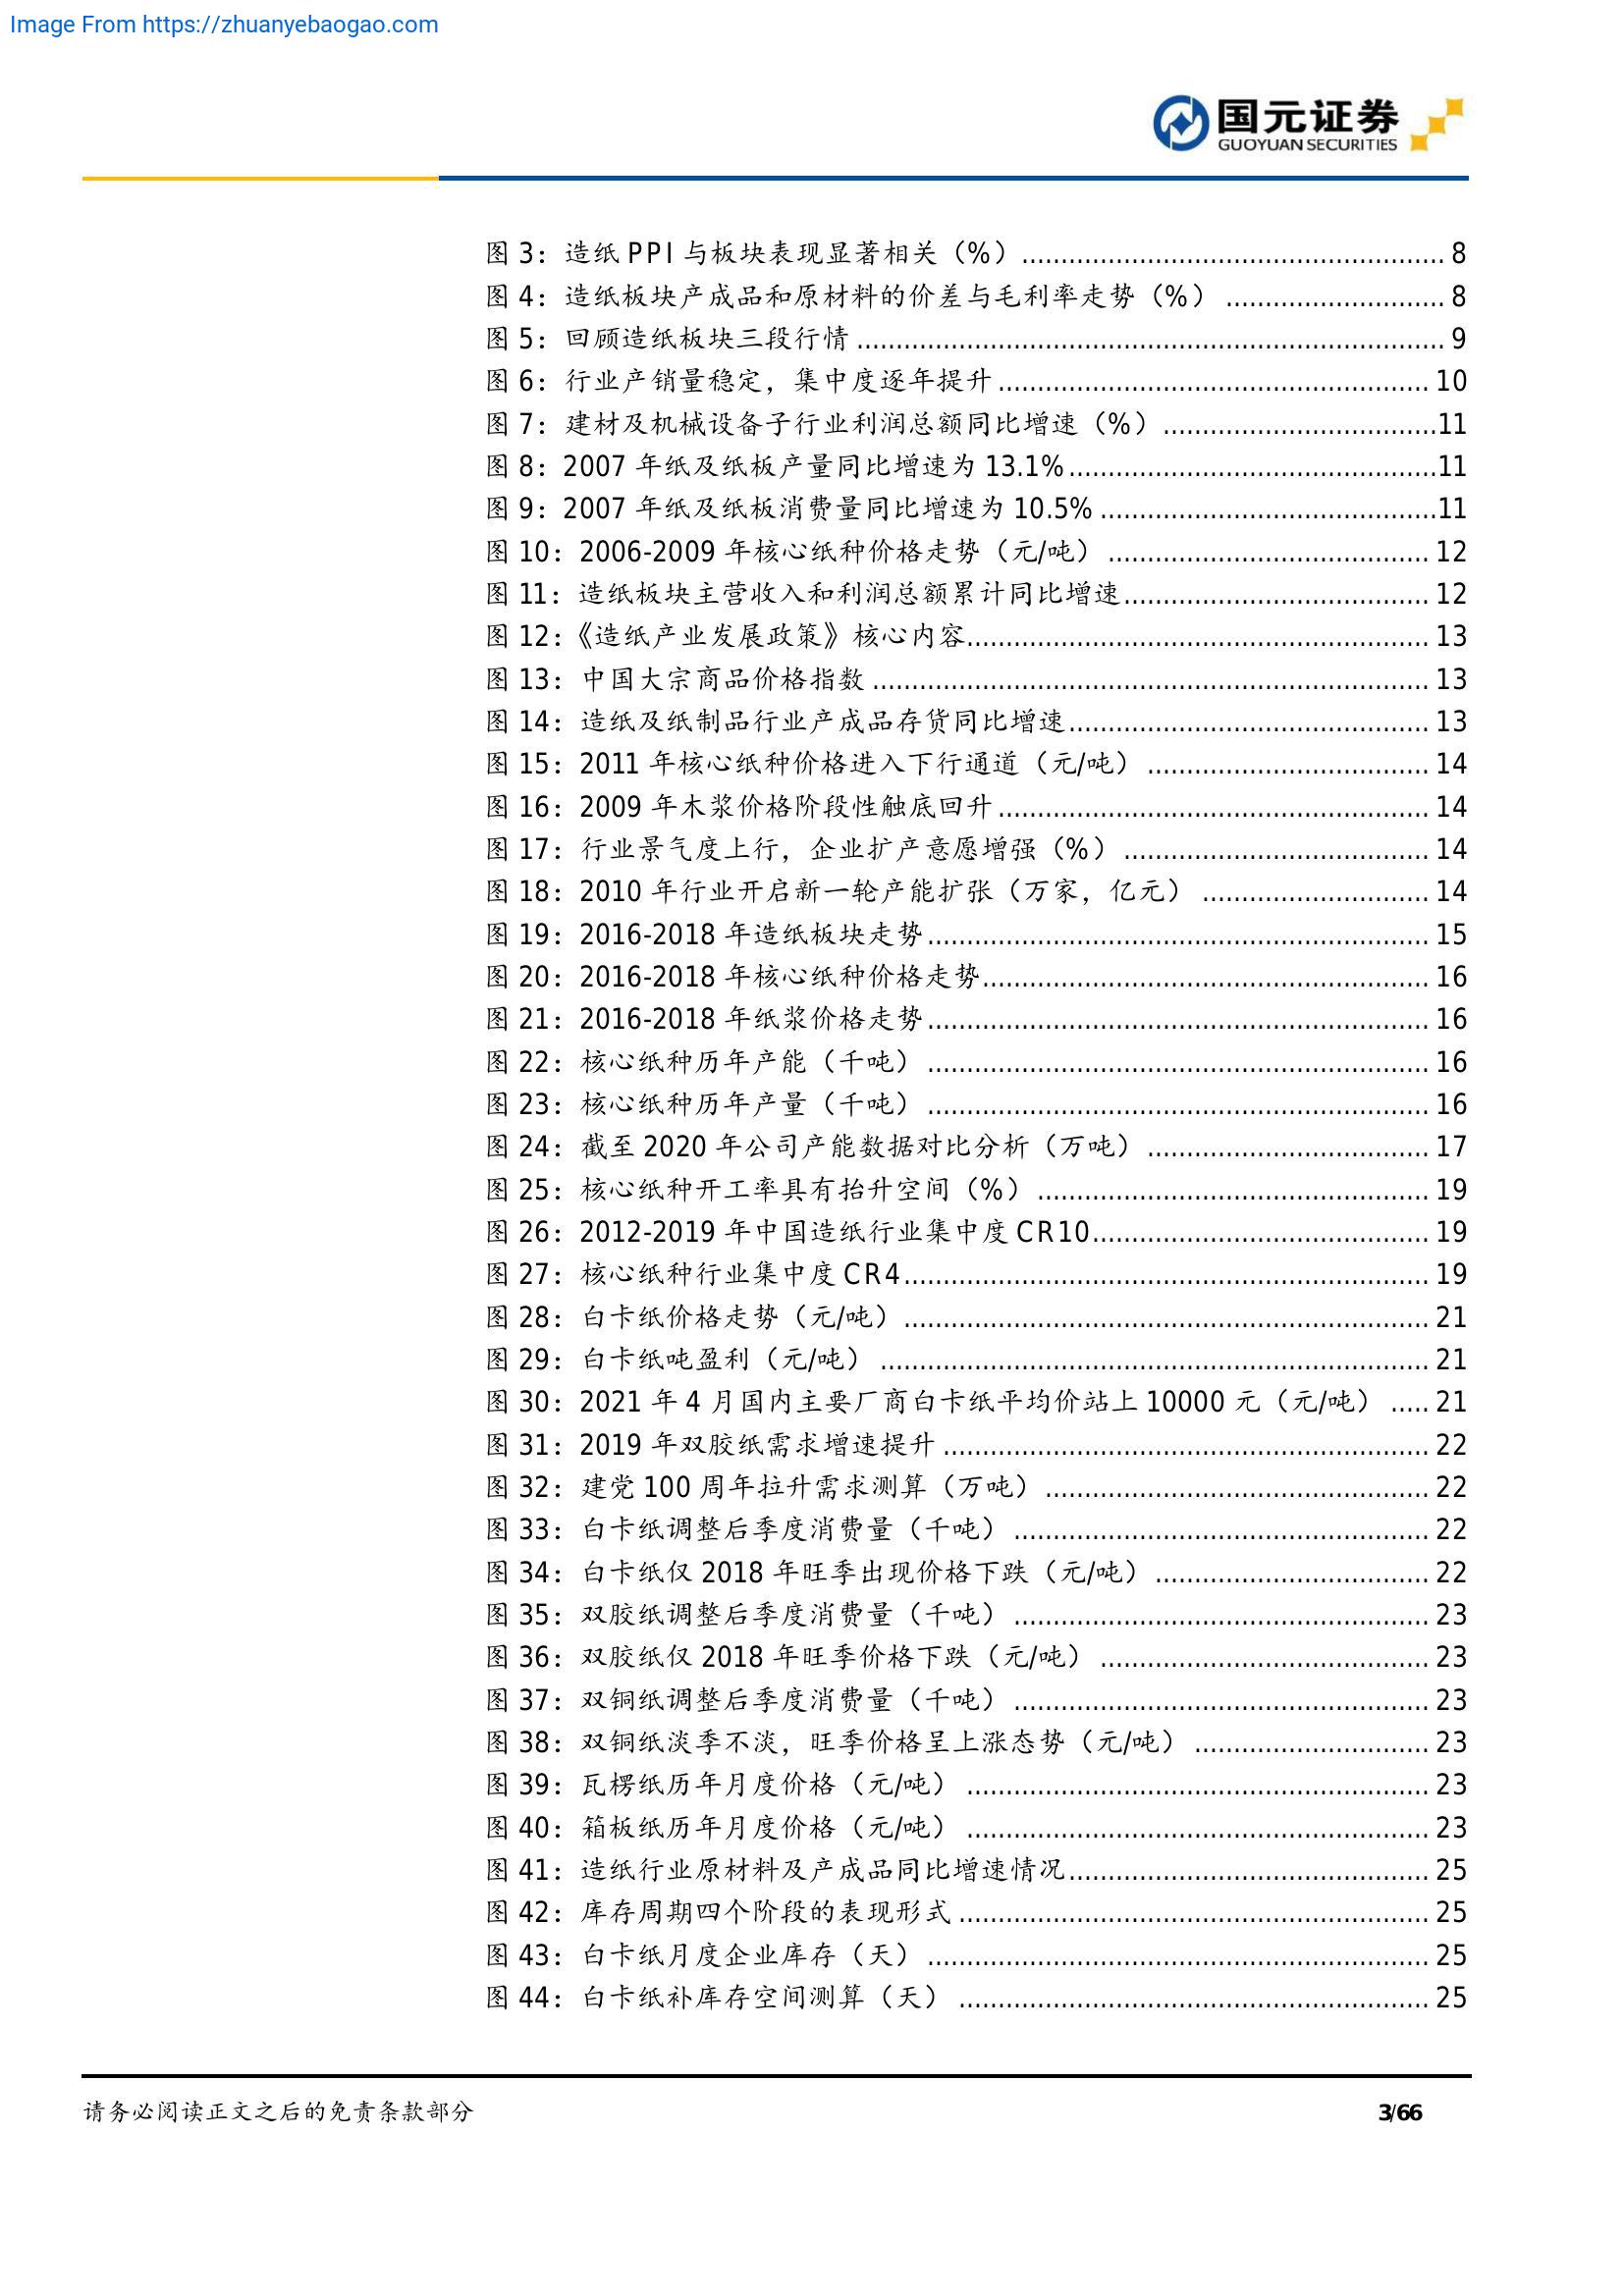 Image From https://zhuanyebaogao.com
国元证券
GUOYUAN SECURITIES
图 3：造纸 PPI 与板块表现显著相关（%）........................................................ 8
图 4：造纸板块产成品和原材料的价差与毛利率走势（%） ............................. 8
图 5：回顾造纸板块三段行情 ............................................................................ 9
图 6：行业产销量稳定，集中度逐年提升 ........................................................ 10
图 7：建材及机械设备子行业利润总额同比增速（%） ................................... 11
图 8：2007 年纸及纸板产量同比增速为 13.1% ............................................... 11
图 9：2007 年纸及纸板消费量同比增速为 10.5% ........................................... 11
图 10：2006-2009 年核心纸种价格走势（元/吨） .......................................... 12
图 11：造纸板块主营收入和利润总额累计同比增速 ........................................ 12
图 12：《造纸产业发展政策》核心内容 ............................................................ 13
图 13：中国大宗商品价格指数 ........................................................................ 13
图 14：造纸及纸制品行业产成品存货同比增速 ............................................... 13
图 15：2011 年核心纸种价格进入下行通道（元/吨） ..................................... 14
图 16：2009 年木浆价格阶段性触底回升 ........................................................ 14
图 17：行业景气度上行，企业扩产意愿增强（%） ........................................ 14
图 18：2010 年行业开启新一轮产能扩张（万家，亿元） .............................. 14
图 19：2016-2018 年造纸板块走势 ................................................................. 15
图 20：2016-2018 年核心纸种价格走势 .......................................................... 16
图 21：2016-2018 年纸浆价格走势 ................................................................. 16
图 22：核心纸种历年产能（千吨） ................................................................. 16
图 23：核心纸种历年产量（千吨） ................................................................. 16
图 24：截至 2020 年公司产能数据对比分析（万吨） ..................................... 17
图 25：核心纸种开工率具有抬升空间（%） ................................................... 19
图 26：2012-2019 年中国造纸行业集中度 CR10 ............................................ 19
图 27：核心纸种行业集中度 CR4 .................................................................... 19
图 28：白卡纸价格走势（元/吨） .................................................................... 21
图 29：白卡纸吨盈利（元/吨） ....................................................................... 21
图 30：2021 年 4 月国内主要厂商白卡纸平均价站上 10000 元（元/吨） ..... 21
图 31：2019 年双胶纸需求增速提升 ............................................................... 22
图 32：建党 100 周年拉升需求测算（万吨） .................................................. 22
图 33：白卡纸调整后季度消费量（千吨） ...................................................... 22
图 34：白卡纸仅 2018 年旺季出现价格下跌（元/吨） .................................... 22
图 35：双胶纸调整后季度消费量（千吨） ...................................................... 23
图 36：双胶纸仅 2018 年旺季价格下跌（元/吨） ........................................... 23
图 37：双铜纸调整后季度消费量（千吨） ...................................................... 23
图 38：双铜纸淡季不淡，旺季价格呈上涨态势（元/吨） ............................... 23
图 39：瓦楞纸历年月度价格（元/吨） ............................................................ 23
图 40：箱板纸历年月度价格（元/吨） ............................................................ 23
图 41：造纸行业原材料及产成品同比增速情况 ............................................... 25
图 42：库存周期四个阶段的表现形式 ............................................................. 25
图 43：白卡纸月度企业库存（天） ................................................................. 25
图 44：白卡纸补库存空间测算（天） ............................................................. 25
请务必阅读正文之后的免责条款部分
3/66